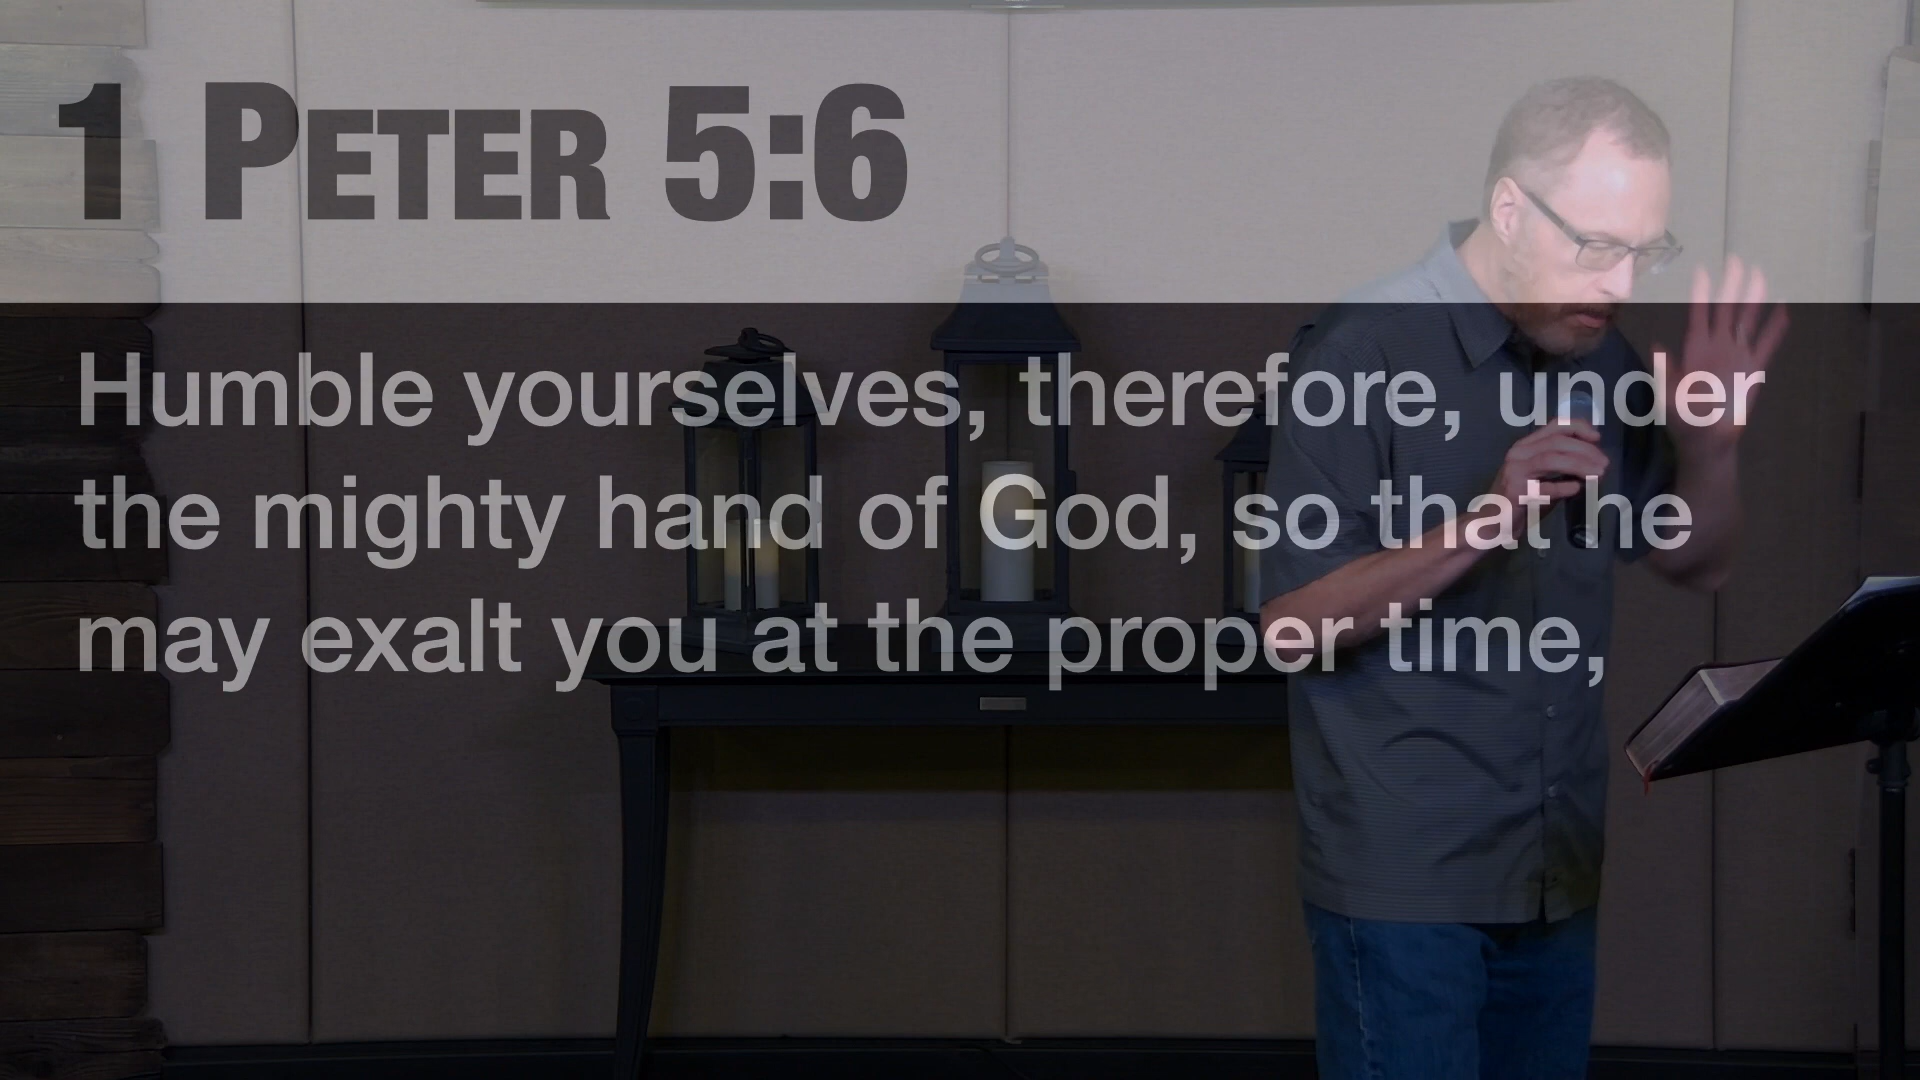 1 PETER 5:6
Humble yourselves, therefore, under
the mighty hand of God, so that he
may exalt you at the proper time,